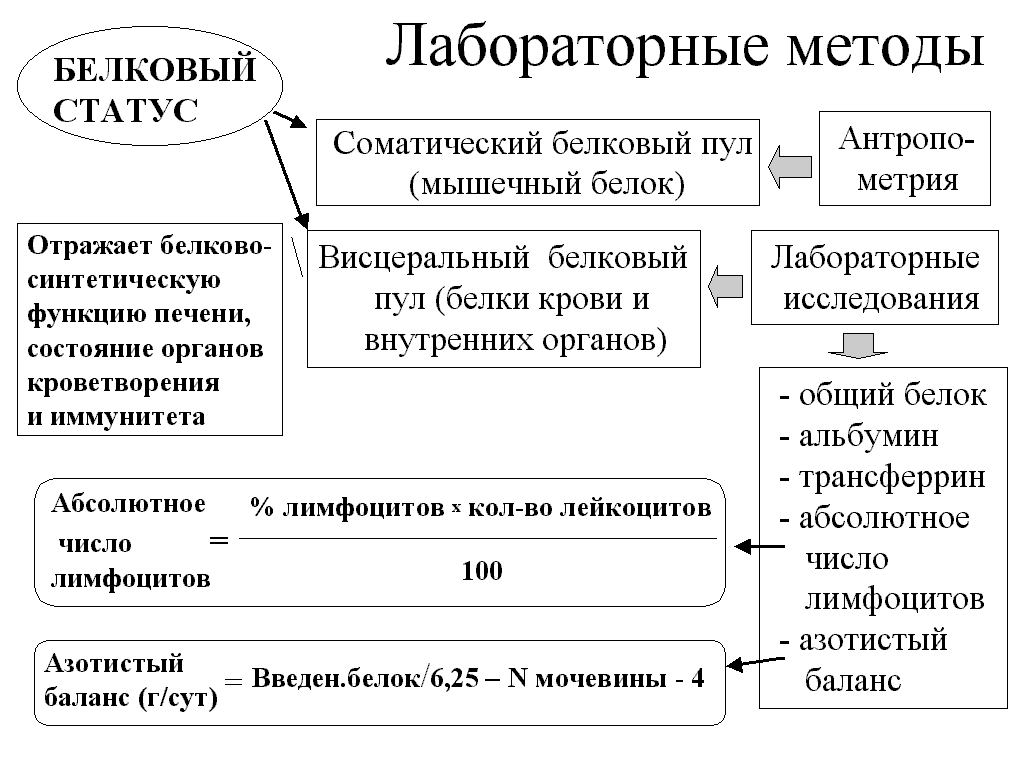 Лабораторные методы
БЕЛКОВЫЙ
СТАТУС
Соматический белковый пул
(мышечный белок)
Антропо-
метрия
Отражает белково-
синтетическую
функцию печени,
состояние органов
кроветворения
и иммунитета
Висцеральный белковый
пул (белки крови и
внутренних органов)
Лабораторные
исследования
- общий белок
- альбумин
- трансферрин
- абсолютное
число
лимфоцитов
- азотистый
баланс
Абсолютное
число
лимфоцитов
=
% лимфоцитов х кол-во лейкоцитов
100
Азотистый
баланс (г/сут)
= Введен.белок/6,25 – N мочевины - 4